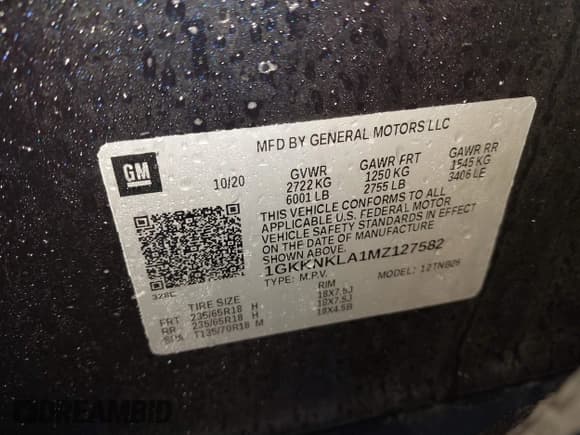 MFD BY GENERAL MOTORS LLC
GM
10/20 GVWR GAWR FRT GAWR RR
2722 KG 1250 KG 1545 KG
6001 LB 2755 LB 3406 LB
THIS VEHICLE CONFORMS TO ALL
APPLICABLE U.S. FEDERAL MOTOR
VEHICLE SAFETY STANDARDS IN EFFECT
ON THE DATE OF MANUFACTURE
SHOWN ABOVE.
1GKKNKLA1MZ127582
TYPE: M.P.V. MODEL: 1ZTNB26
TIRE SIZE RIM
FRT 235/65R18 H 18X7.5J
RR 235/65R18 H 18X7.5J
SPA T135/70R18 M 18X4.5B
DREAMBID